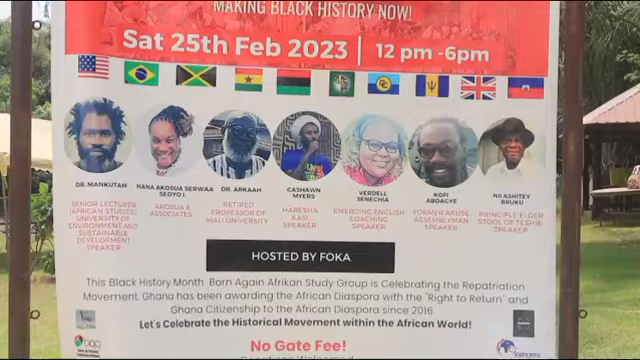 MAKING BLACK HISTORY NOW!
Sat 25th Feb 2023 | 12 pm -6pm
DR. MANKUTAM
SENIOR LECTURER
(AFRICAN STUDIES)
UNIVERSITY OF
ENVIRONMENT AND
SUSTAINABLE
DEVELOPMENT
SPEAKER
NANA AKOSUA SERWAA
SEOYO I.
AKOSUA &
ASSOCIATES
DR. ARKAAH
RETIRED
PROFESSOR OF
MALI UNIVERSITY
CASHAWN
MYERS
HABESHA
KASI
SPEAKER
VERDELL
SENECHIA
EMERGING ENGLISH
COACHING
SPEAKER
KOFI
ABOAGYE
FORMER AKUSE
ASSEMBLYMAN
SPEAKER
NII ASHITEY
BRUKU
PRINCIPLE ELDER
STOOL OF TESHIE
SPEAKER
HOSTED BY FOKA
This Black History Month, Born Again Afrikan Study Group is Celebrating the Repatriation
Movement. Ghana has been awarding the African Diaspora with the "Right to Return" and
Ghana Citizenship to the African Diaspora since 2016.
Let's Celebrate the Historical Movement within the African World!
No Gate Fee!
Donations Welcomed
EXPERTS